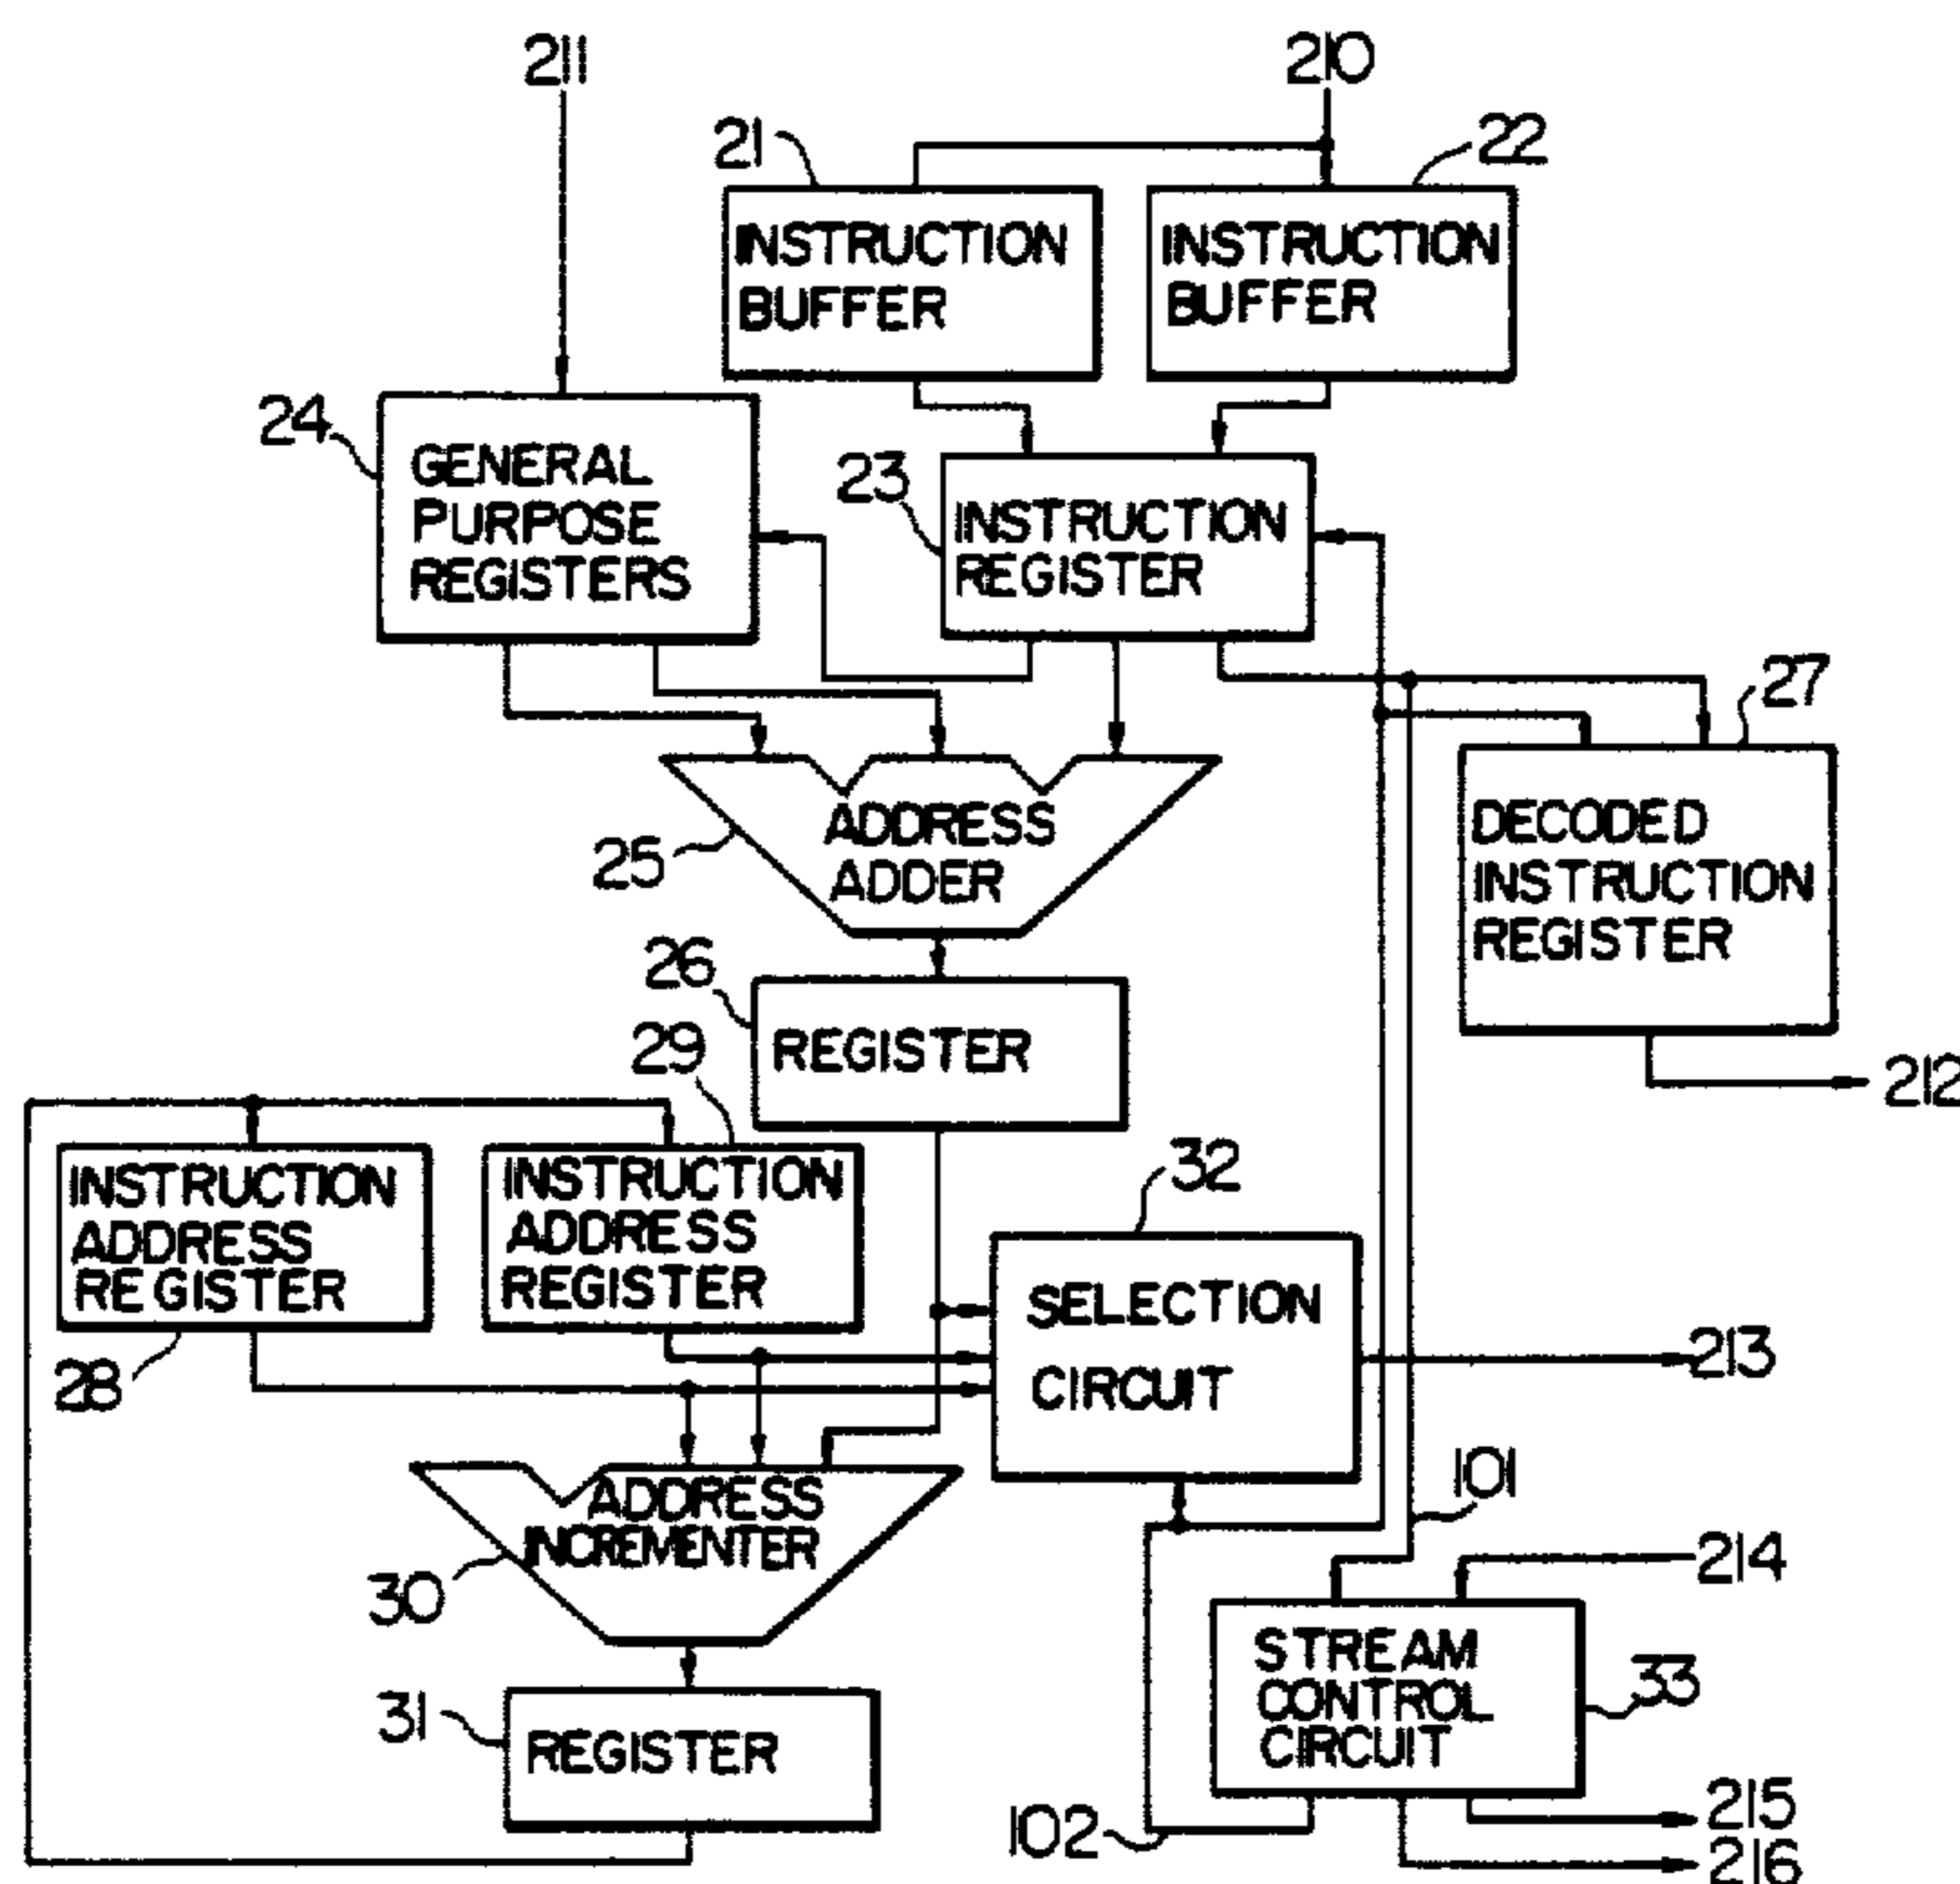 211
210
21
22
INSTRUCTION
BUFFER
INSTRUCTION
BUFFER
24
GENERAL
PURPOSE
REGISTERS
23
INSTRUCTION
REGISTER
27
DECODED
INSTRUCTION
REGISTER
25
ADDRESS
ADDER
26
REGISTER
212
29
INSTRUCTION
ADDRESS
REGISTER
28
INSTRUCTION
ADDRESS
REGISTER
32
SELECTION
CIRCUIT
213
101
ADDRESS
INCREMENTER
30
214
STREAM
CONTROL
CIRCUIT
33
31
REGISTER
102
215
216